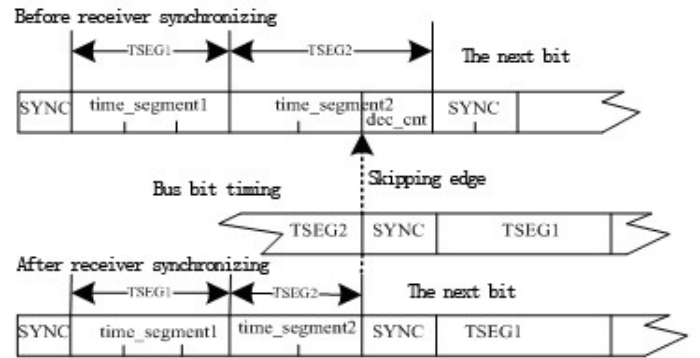 Before receiver synchronizing
TSEG1 TSEG2 The next bit
SYNC time_segment1 time_segment2 dec_cnt SYNC
Skipping edge
Bus bit timing
TSEG2 SYNC TSEG1
After receiver synchronizing
TSEG1 TSEG2 The next bit
SYNC time_segment1 time_segment2 SYNC TSEG1